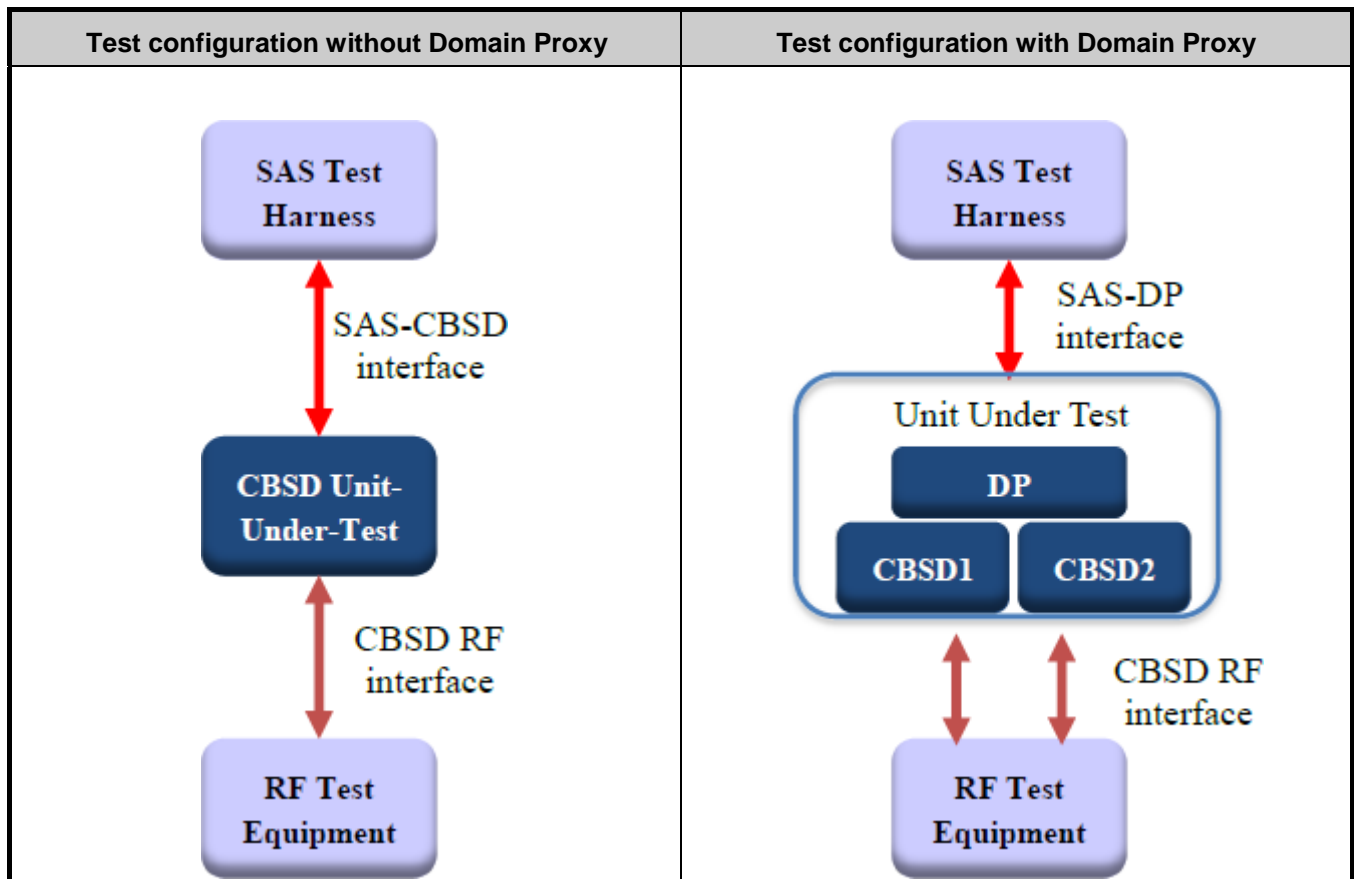 Test configuration without Domain Proxy
Test configuration with Domain Proxy
SAS Test
Harness
SAS-CBSD
interface
CBSD Unit-
Under-Test
CBSD RF
interface
RF Test
Equipment
SAS Test
Harness
SAS-DP
interface
Unit Under Test
DP
CBSD1
CBSD2
CBSD RF
interface
RF Test
Equipment